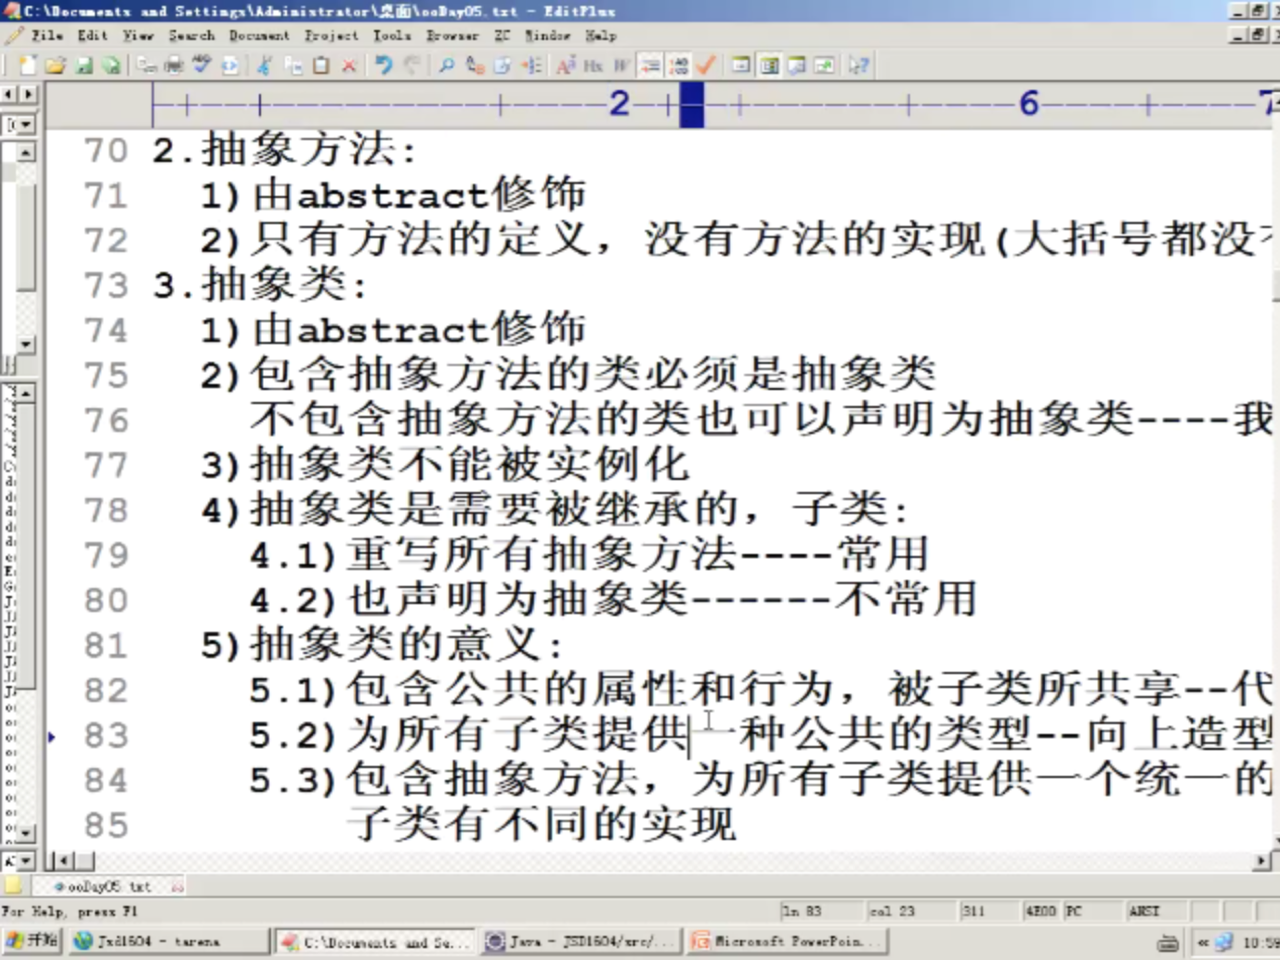 C:\Documents and Settings\Administrator\桌面\ooDay05.txt - EditPlus
File Edit View Search Document Project Tools Browser ZC Window Help
2 6 7
70 2.抽象方法:
71 1)由abstract修饰
72 2)只有方法的定义，没有方法的实现(大括号都没
73 3.抽象类:
74 1)由abstract修饰
75 2)包含抽象方法的类必须是抽象类
76 不包含抽象方法的类也可以声明为抽象类----我
77 3)抽象类不能被实例化
78 4)抽象类是需要被继承的，子类:
79 4.1)重写所有抽象方法----常用
80 4.2)也声明为抽象类------不常用
81 5)抽象类的意义:
82 5.1)包含公共的属性和行为，被子类所共享--代
83 5.2)为所有子类提供一种公共的类型--向上造型
84 5.3)包含抽象方法，为所有子类提供一个统一的
85 子类有不同的实现
ooDay05.txt
For Help, press F1 ln 83 col 23 311 4E00 PC ANSI
开始 Jsd1604 - tarena C:\Documents and Se... Java - JSD1604/src/... Microsoft PowerPoin... « 10:59